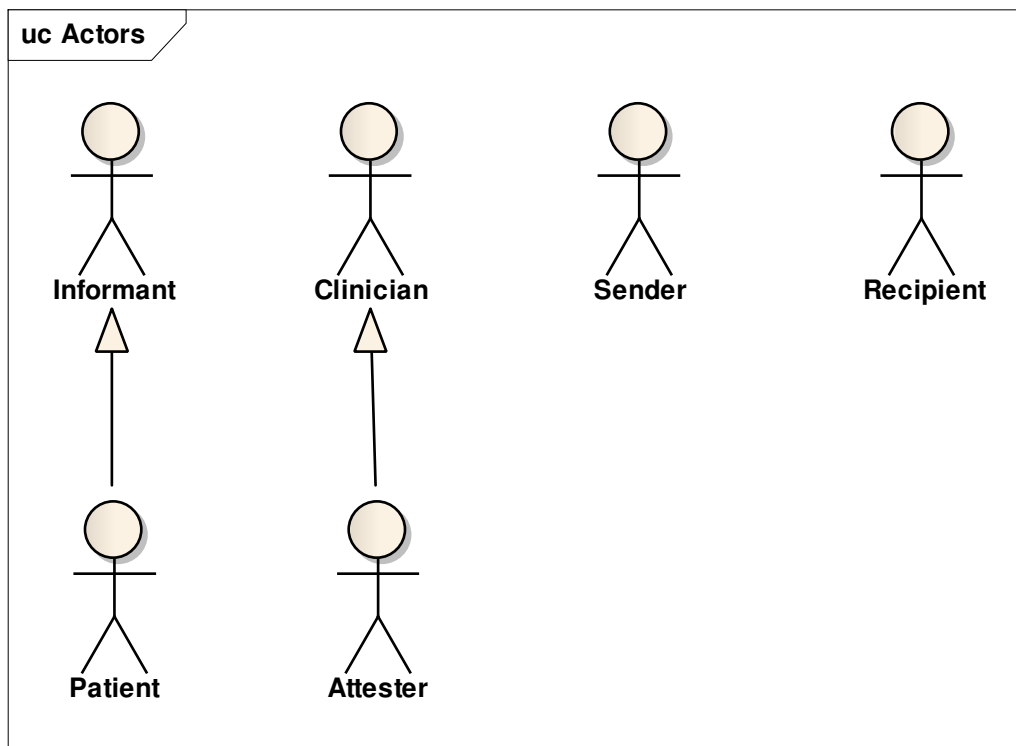 uc Actors
Informant
Clinician
Sender
Recipient
Patient
Attester